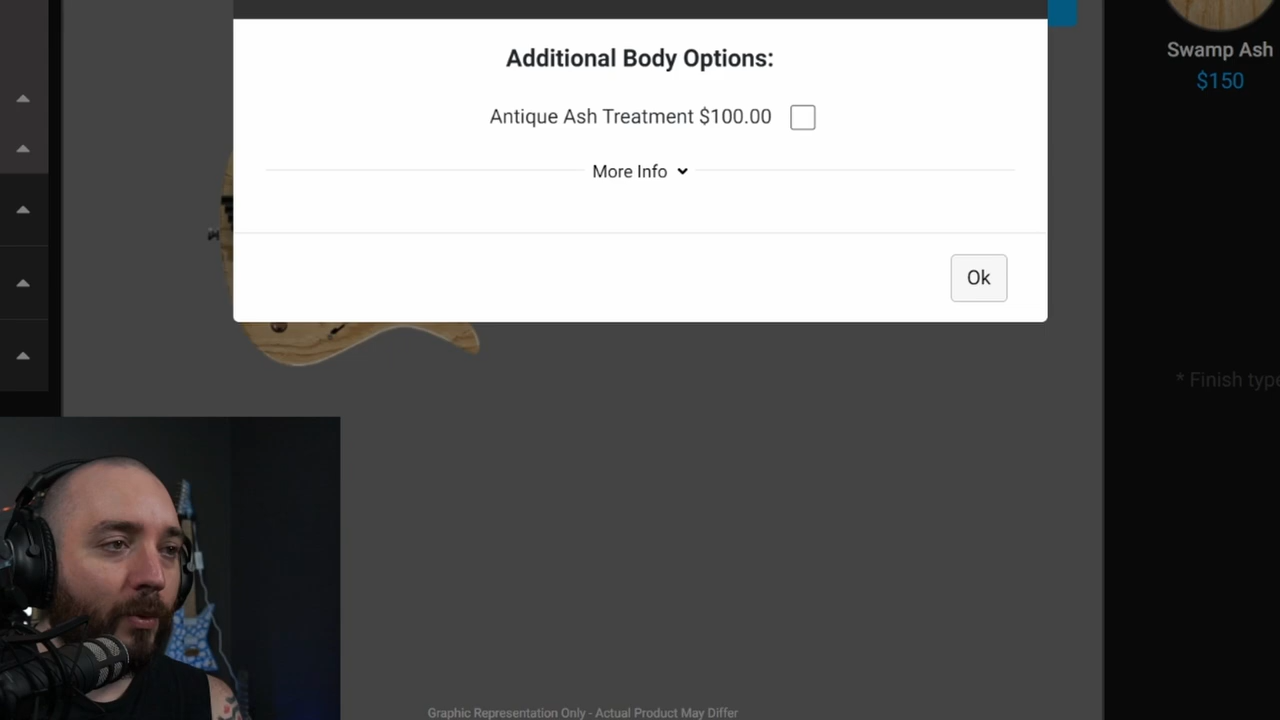 Additional Body Options:
Antique Ash Treatment $100.00
More Info
Ok
Swamp Ash
$150
* Finish type
Graphic Representation Only - Actual Product May Differ